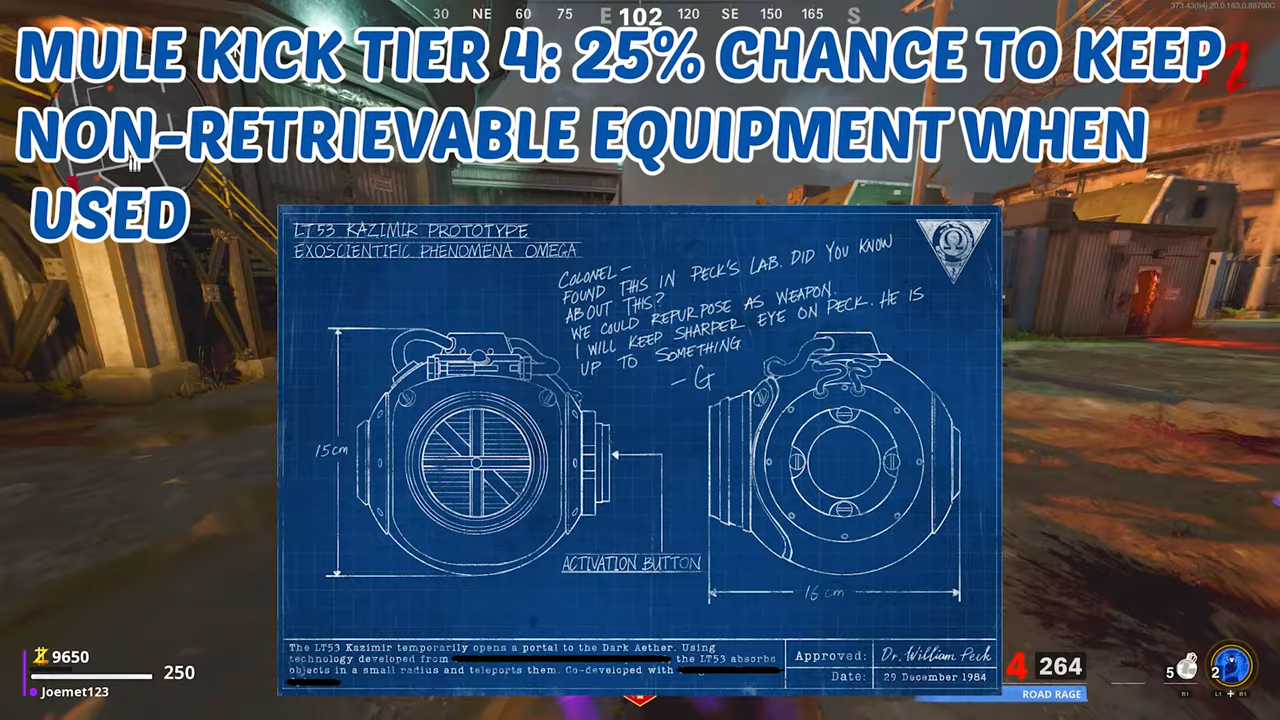 30 NE 60 75 E 102 120 SE 150 165 S
MULE KICK TIER 4: 25% CHANCE TO KEEP
NON-RETRIEVABLE EQUIPMENT WHEN
USED
LT53 KAZIMIR PROTOTYPE
EXOSCIENTIFIC PHENOMENA OMEGA
Ω
COLONEL –
FOUND THIS IN PECK'S LAB. DID YOU KNOW
ABOUT THIS?
WE COULD REPURPOSE AS WEAPON.
I WILL KEEP SHARPER EYE ON PECK. HE IS
UP TO SOMETHING
– G
15cm
ACTIVATION BUTTON
16 cm
The LT53 Kazimir temporarily opens a portal to the Dark Aether. Using
technology developed from the LT53 absorbs
objects in a small radius and teleports them. Co-developed with
Approved: Dr. William Peck
Date: 29 December 1984
9650
250
Joemet123
4 264
ROAD RAGE
5 2
R1 L1 + R1